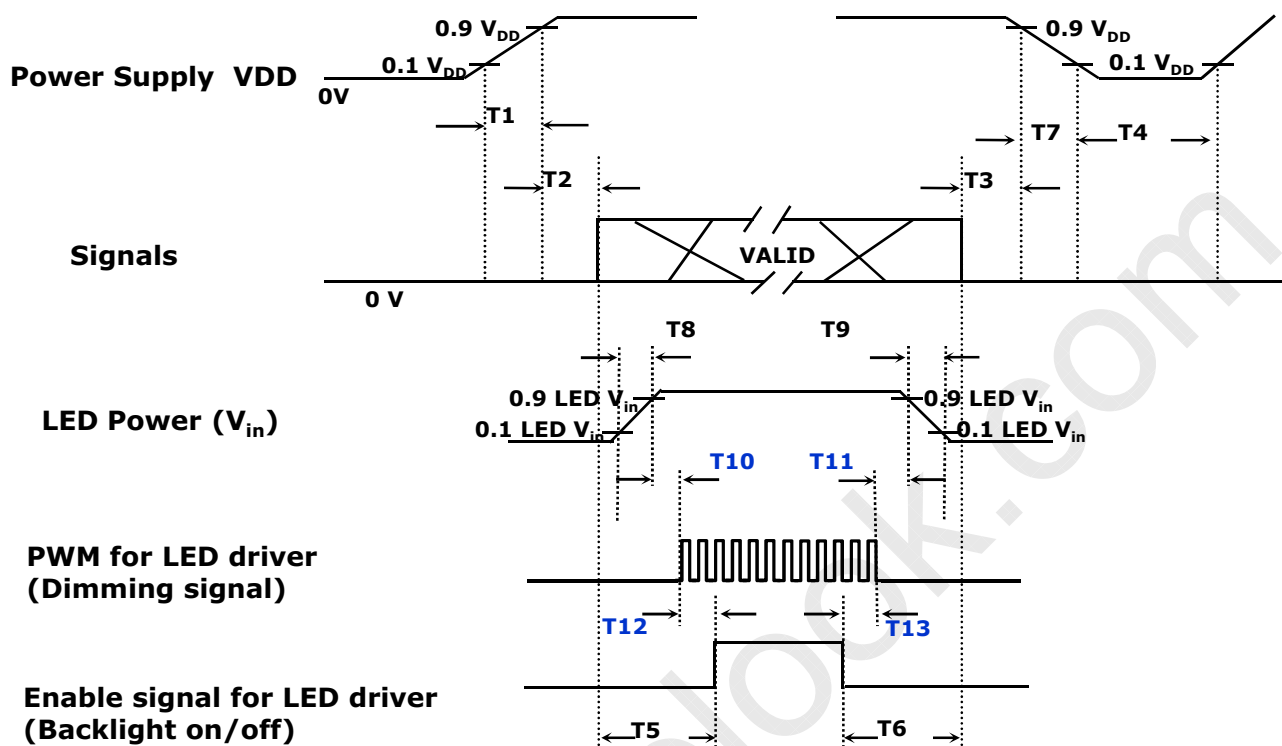 0.9 VDD
0.9 VDD
0.1 VDD
0.1 VDD
Power Supply VDD
0V
T1
T7
T4
T2
T3
Signals
VALID
0 V
T8
T9
LED Power (Vin)
0.9 LED Vin
0.9 LED Vin
0.1 LED Vin
0.1 LED Vin
T10
T11
PWM for LED driver
(Dimming signal)
T12
T13
Enable signal for LED driver
(Backlight on/off)
T5
T6
look.com